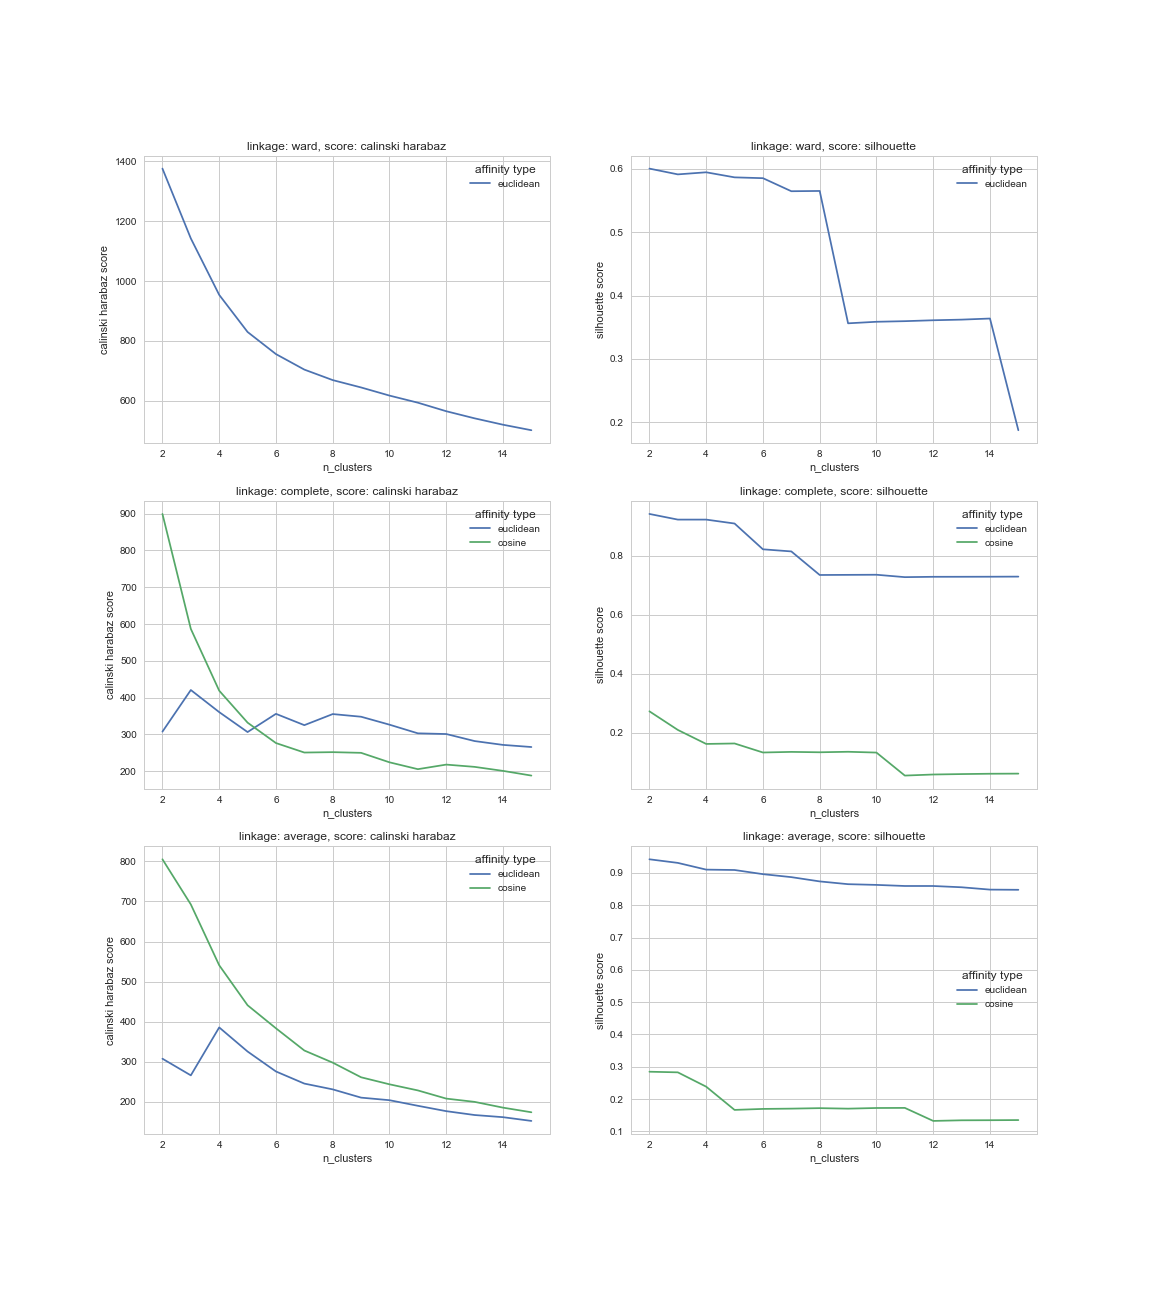 linkage: ward, score: calinski harabaz
calinski harabaz score
1400
1200
1000
800
600
affinity type
euclidean
2 4 6 8 10 12 14
n_clusters
linkage: ward, score: silhouette
silhouette score
0.6
0.5
0.4
0.3
0.2
affinity type
euclidean
2 4 6 8 10 12 14
n_clusters
linkage: complete, score: calinski harabaz
calinski harabaz score
900
800
700
600
500
400
300
200
affinity type
euclidean
cosine
2 4 6 8 10 12 14
n_clusters
linkage: complete, score: silhouette
silhouette score
0.8
0.6
0.4
0.2
affinity type
euclidean
cosine
2 4 6 8 10 12 14
n_clusters
linkage: average, score: calinski harabaz
calinski harabaz score
800
700
600
500
400
300
200
affinity type
euclidean
cosine
2 4 6 8 10 12 14
n_clusters
linkage: average, score: silhouette
silhouette score
0.9
0.8
0.7
0.6
0.5
0.4
0.3
0.2
0.1
affinity type
euclidean
cosine
2 4 6 8 10 12 14
n_clusters